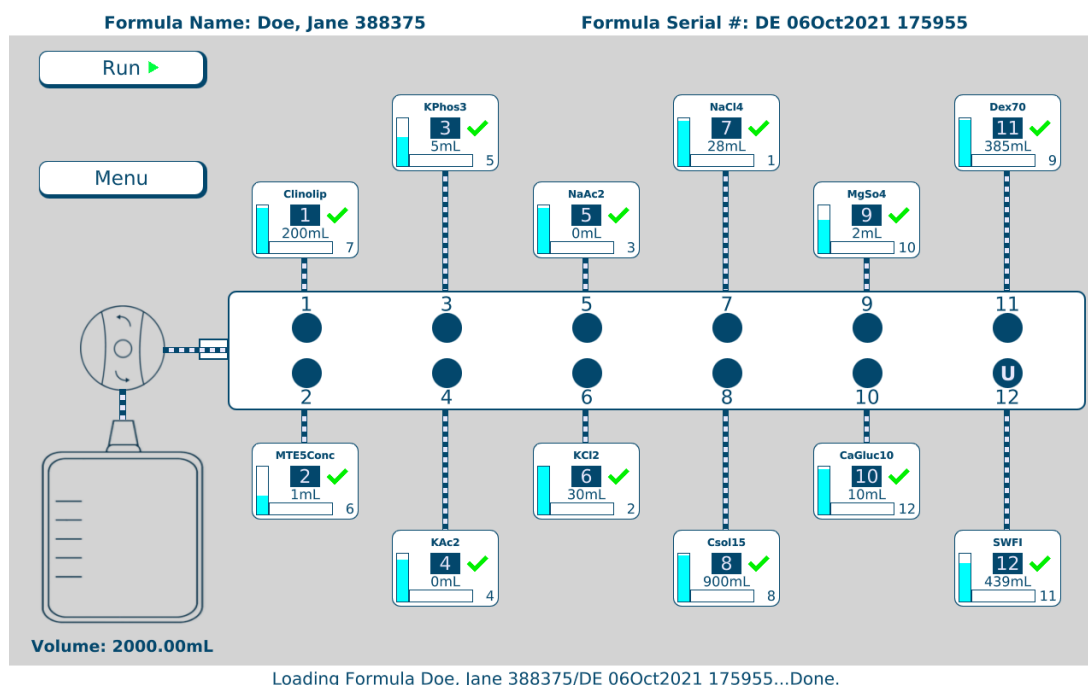 Formula Name: Doe, Jane 388375 Formula Serial #: DE 06Oct2021 175955
Run
Menu
KPhos3
3
5mL
5
NaCl4
7
28mL
1
Dex70
11
385mL
9
Clinolip
1
200mL
7
NaAc2
5
0mL
3
MgSo4
9
2mL
10
1 3 5 7 9 11
U
2 4 6 8 10 12
MTE5Conc
2
1mL
6
KCl2
6
30mL
2
CaGluc10
10
10mL
12
KAc2
4
0mL
4
Csol15
8
900mL
8
SWFI
12
439mL
11
Volume: 2000.00mL
Loading Formula Doe, Jane 388375/DE 06Oct2021 175955...Done.